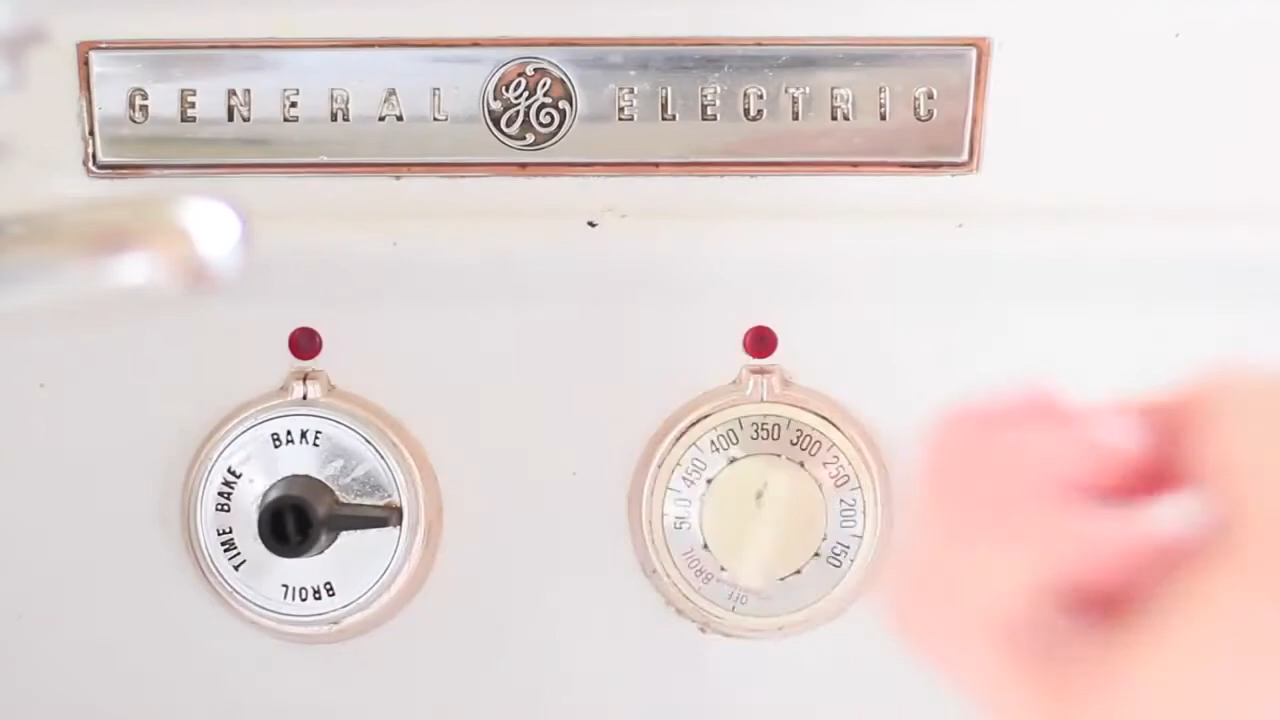 GENERAL GE ELECTRIC
BAKE
TIME BAKE
BROIL
350
300
250
200
150
OFF
BROIL
500
450
400